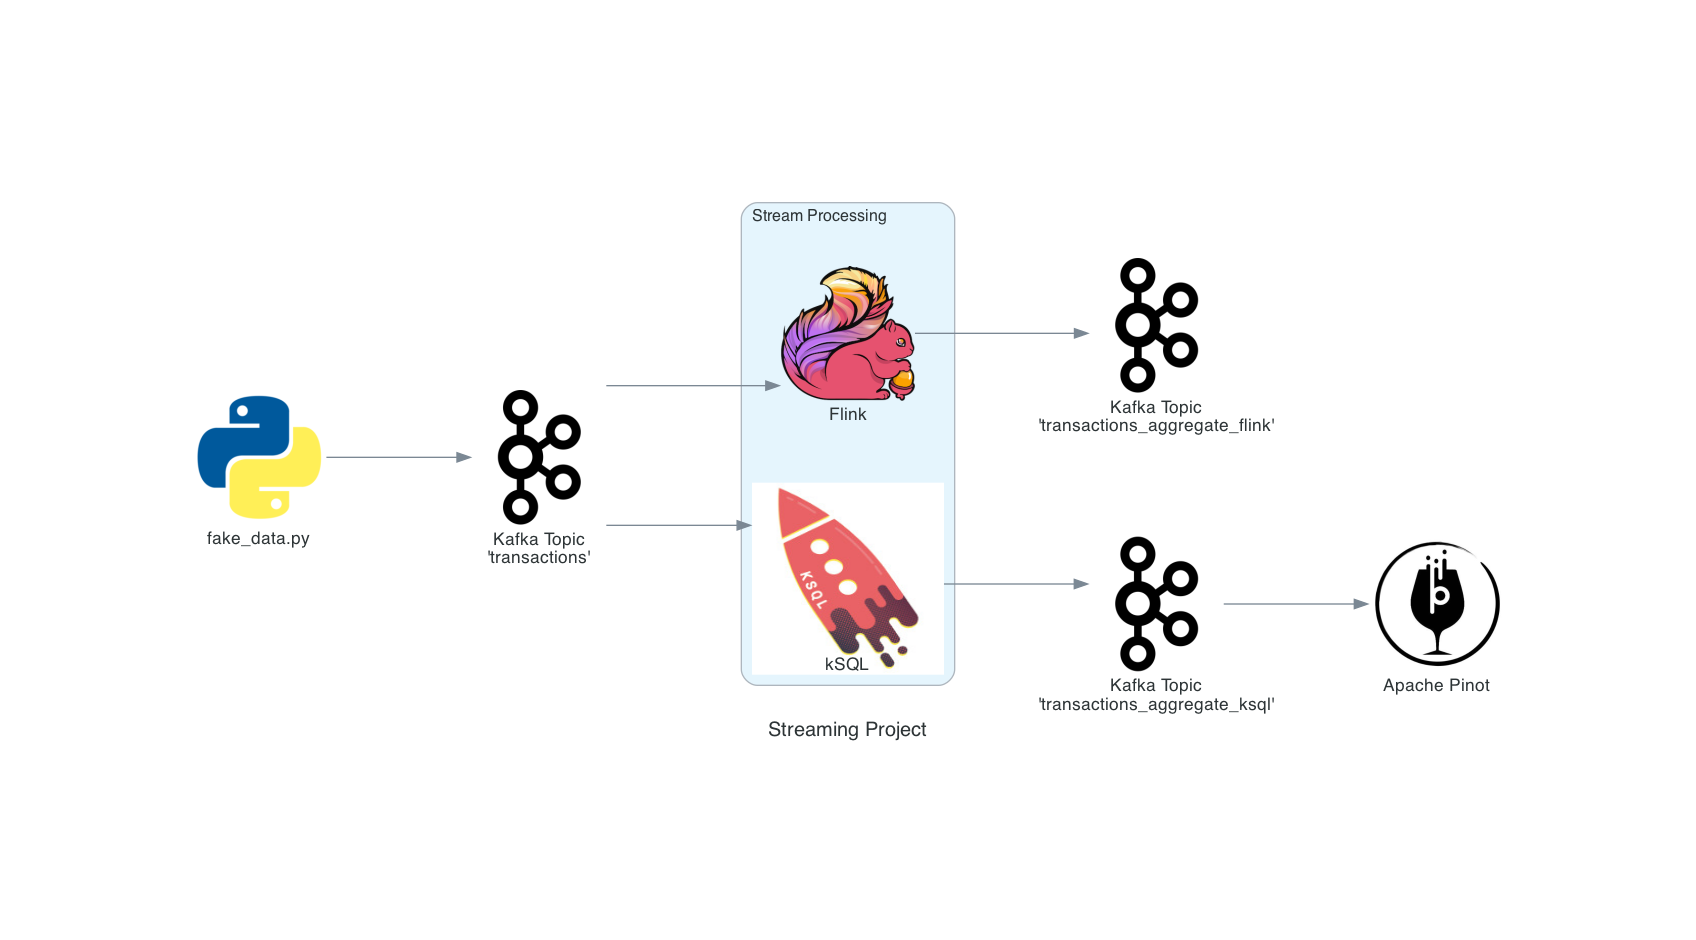 Stream Processing
Flink
Kafka Topic
'transactions_aggregate_flink'
fake_data.py
Kafka Topic
'transactions'
KSQL
kSQL
Kafka Topic
'transactions_aggregate_ksql'
Apache Pinot
Streaming Project